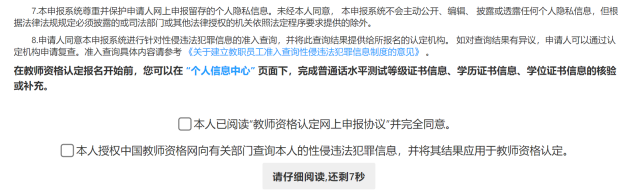 7.本申报系统尊重并保护申请人网上申报留存的个人隐私信息。未经本人同意， 本申报系统不会主动公开、编辑、 披露或透露任何个人隐私信息，但根
据法律法规规定必须披露的或司法部门或其他法律授权的机关依照法定程序要求提供的除外。
8.申请人同意本申报系统进行针对性侵违法犯罪信息的准入查询，并将此查询结果提供给所报名的认定机构。 如对查询结果有异议，申请人可以通过认
定机构申请复查。准入查询具体内容请参考 《关于建立教职员工准入查询性侵违法犯罪信息制度的意见》 。
在教师资格认定报名开始前，您可以在 “个人信息中心” 页面下，完成普通话水平测试等级证书信息、学历证书信息、学位证书信息的核验
或补充。
本人已阅读“教师资格认定网上申报协议”并完全同意。
本人授权中国教师资格网向有关部门查询本人的性侵违法犯罪信息，并将其结果应用于教师资格认定。
请仔细阅读,还剩7秒